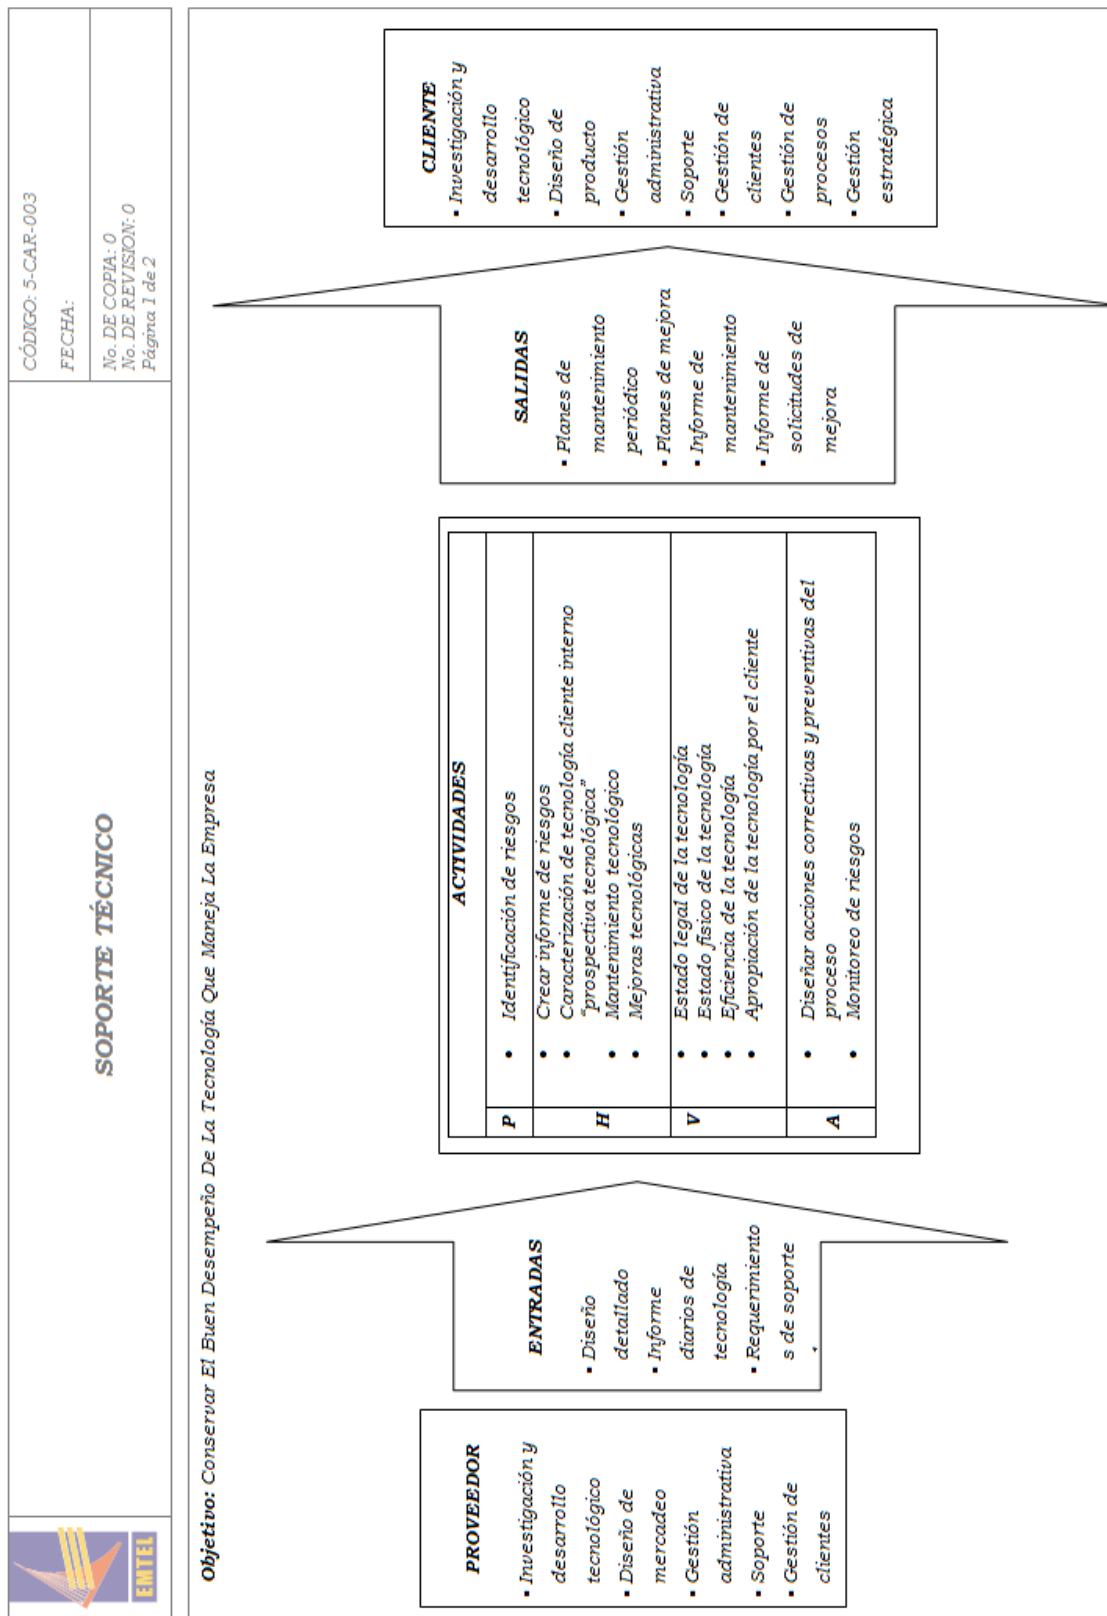 EMTEL
SOPORTE TÉCNICO
CÓDIGO: 5-CAR-003
FECHA:
No. DE COPIA: 0
No. DE REVISION: 0
Página 1 de 2
Objetivo: Conservar El Buen Desempeño De La Tecnología Que Maneja La Empresa
PROVEEDOR
▪ Investigación y
desarrollo
tecnológico
▪ Diseño de
mercadeo
▪ Gestión
administrativa
▪ Soporte
▪ Gestión de
clientes
ENTRADAS
▪ Diseño
detallado
▪ Informe
diarios de
tecnología
▪ Requerimiento
s de soporte
.
ACTIVIDADES
P
• Identificación de riesgos
H
• Crear informe de riesgos
• Caracterización de tecnología cliente interno
"prospectiva tecnológica"
• Mantenimiento tecnológico
• Mejoras tecnológicas
V
• Estado legal de la tecnología
• Estado físico de la tecnología
• Eficiencia de la tecnología
• Apropiación de la tecnología por el cliente
A
• Diseñar acciones correctivas y preventivas del
proceso
• Monitoreo de riesgos
SALIDAS
▪ Planes de
mantenimiento
periódico
▪ Planes de mejora
▪ Informe de
mantenimiento
▪ Informe de
solicitudes de
mejora
CLIENTE
▪ Investigación y
desarrollo
tecnológico
▪ Diseño de
producto
▪ Gestión
administrativa
▪ Soporte
▪ Gestión de
clientes
▪ Gestión de
procesos
▪ Gestión
estratégica